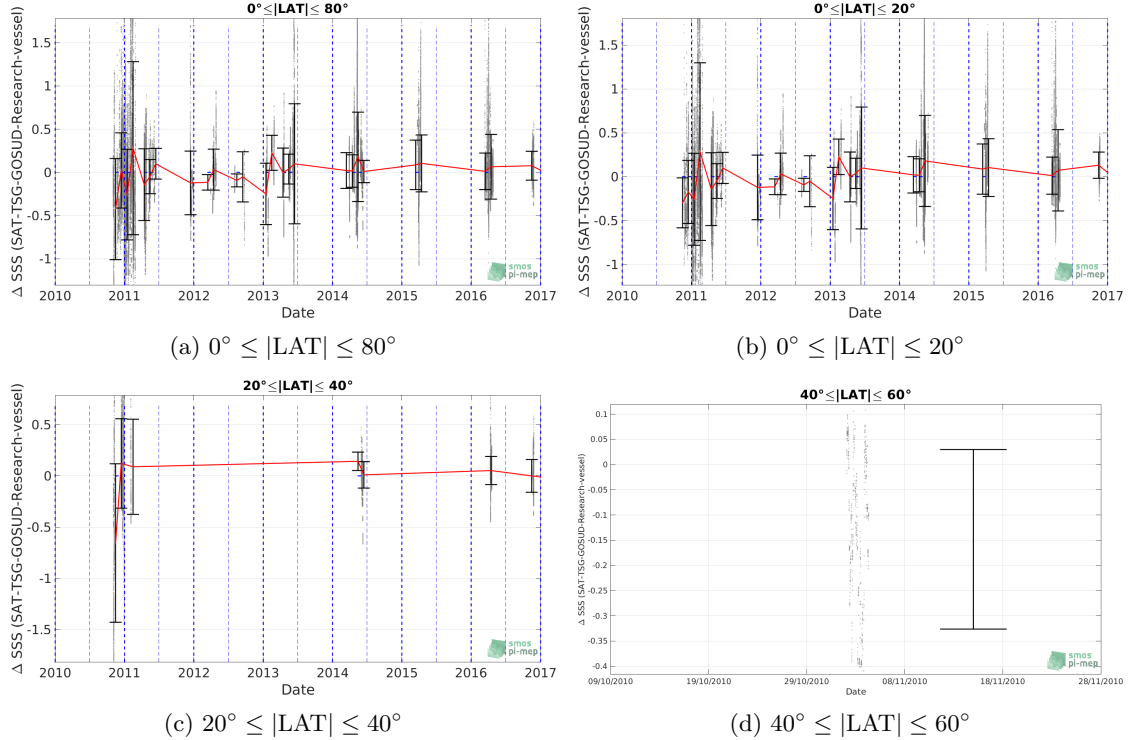 0°≤|LAT|≤ 80°
1.5
1
0.5
0
-0.5
-1
Δ SSS (SAT-TSG-GOSUD-Research-vessel)
2010 2011 2012 2013 2014 2015 2016 2017
Date
smos
pi-mep
(a) 0° ≤ |LAT| ≤ 80°
0°≤|LAT|≤ 20°
1.5
1
0.5
0
-0.5
-1
Δ SSS (SAT-TSG-GOSUD-Research-vessel)
2010 2011 2012 2013 2014 2015 2016 2017
Date
smos
pi-mep
(b) 0° ≤ |LAT| ≤ 20°
20°≤|LAT|≤ 40°
0.5
0
-0.5
-1
-1.5
Δ SSS (SAT-TSG-GOSUD-Research-vessel)
2010 2011 2012 2013 2014 2015 2016 2017
Date
smos
pi-mep
(c) 20° ≤ |LAT| ≤ 40°
40°≤|LAT|≤ 60°
0.1
0.05
0
-0.05
-0.1
-0.15
-0.2
-0.25
-0.3
-0.35
-0.4
Δ SSS (SAT-TSG-GOSUD-Research-vessel)
09/10/2010 19/10/2010 29/10/2010 08/11/2010 18/11/2010 28/11/2010
Date
smos
pi-mep
(d) 40° ≤ |LAT| ≤ 60°